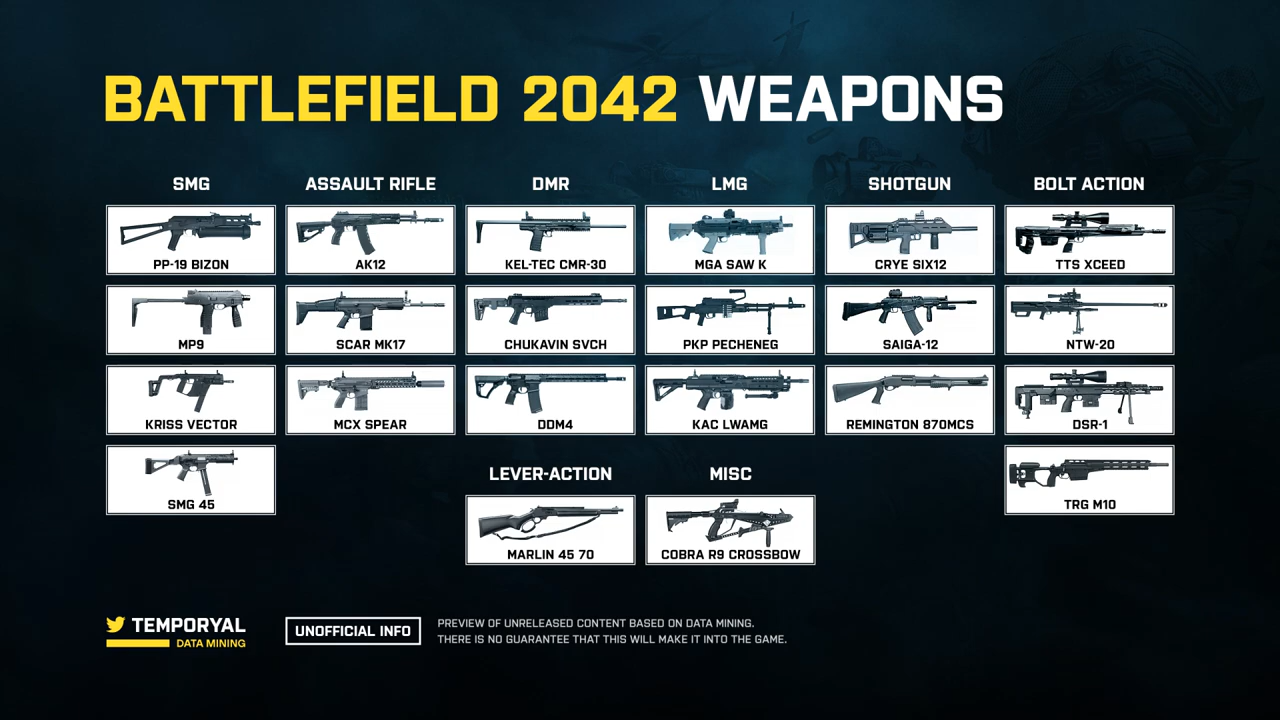 BATTLEFIELD 2042 WEAPONS
SMG
PP-19 BIZON
MP9
KRISS VECTOR
SMG 45
ASSAULT RIFLE
AK12
SCAR MK17
MCX SPEAR
DMR
KEL-TEC CMR-30
CHUKAVIN SVCH
DDM4
LMG
MGA SAW K
PKP PECHENEG
KAC LWAMG
SHOTGUN
CRYE SIX12
SAIGA-12
REMINGTON 870MCS
BOLT ACTION
TTS XCEED
NTW-20
DSR-1
TRG M10
LEVER-ACTION
MARLIN 45 70
MISC
COBRA R9 CROSSBOW
TEMPORYAL
DATA MINING
UNOFFICIAL INFO
PREVIEW OF UNRELEASED CONTENT BASED ON DATA MINING.
THERE IS NO GUARANTEE THAT THIS WILL MAKE IT INTO THE GAME.